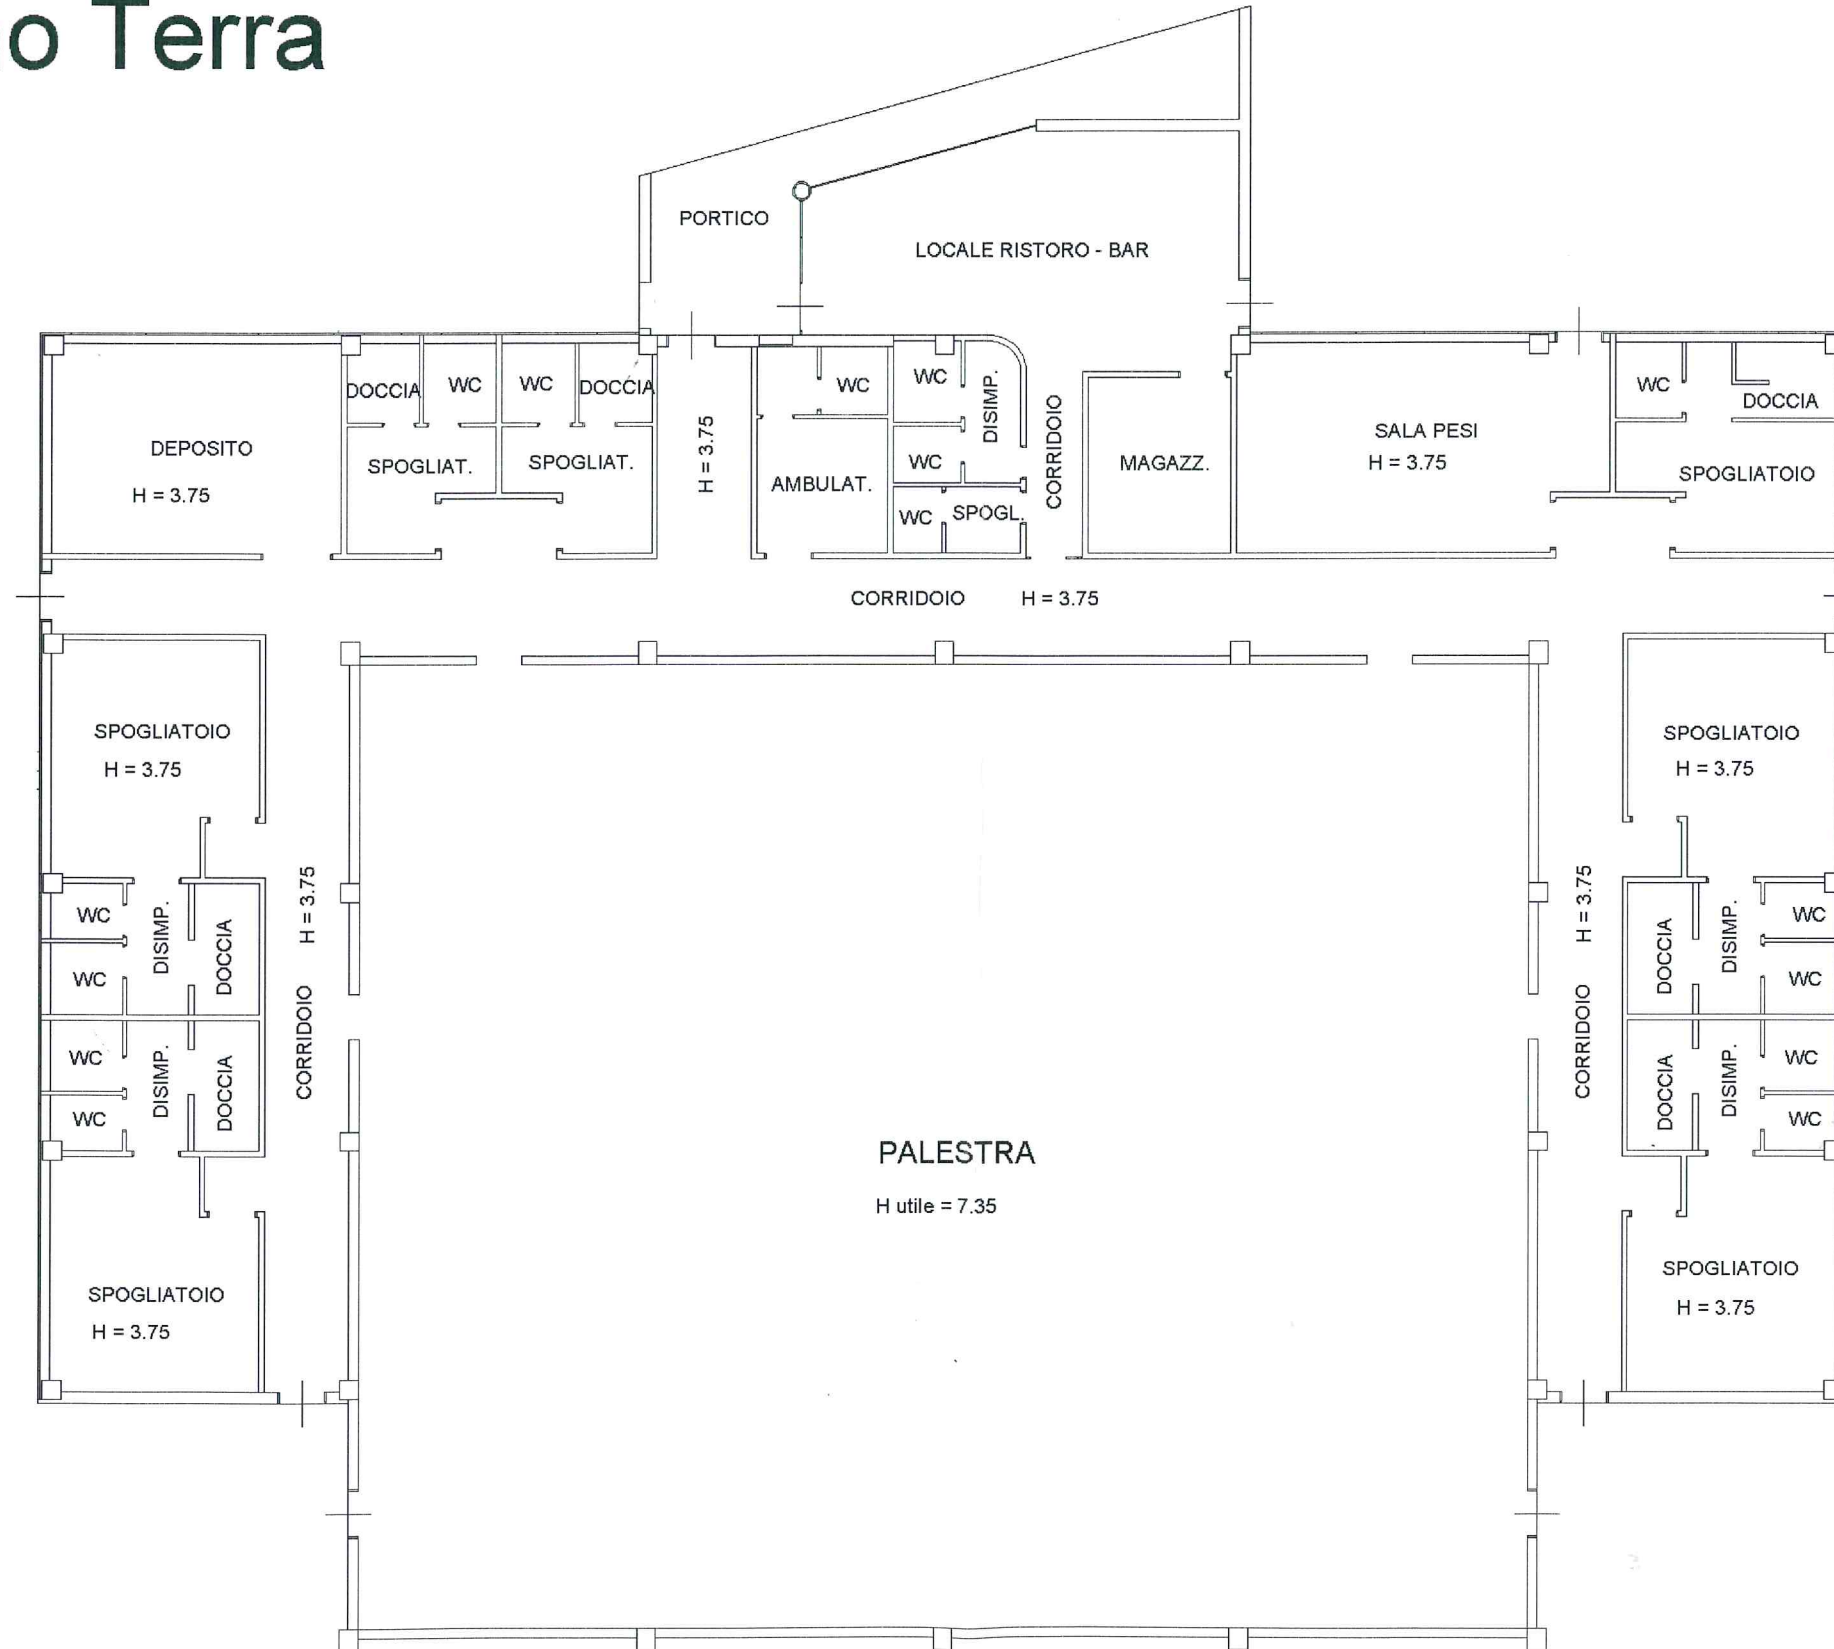 o Terra
PORTICO
LOCALE RISTORO - BAR
DOCCIA
WC
WC
DOCCIA
WC
WC
DISIMP.
WC
DOCCIA
DEPOSITO
H = 3.75
SPOGLIAT.
SPOGLIAT.
H = 3.75
AMBULAT.
WC
WC
SPOGL.
CORRIDOIO
MAGAZZ.
SALA PESI
H = 3.75
SPOGLIATOIO
CORRIDOIO H = 3.75
SPOGLIATOIO
H = 3.75
SPOGLIATOIO
H = 3.75
WC
WC
DISIMP.
DOCCIA
WC
WC
DISIMP.
DOCCIA
CORRIDOIO H = 3.75
CORRIDOIO H = 3.75
DOCCIA
DISIMP.
WC
WC
DOCCIA
DISIMP.
WC
WC
PALESTRA
H utile = 7.35
SPOGLIATOIO
H = 3.75
SPOGLIATOIO
H = 3.75